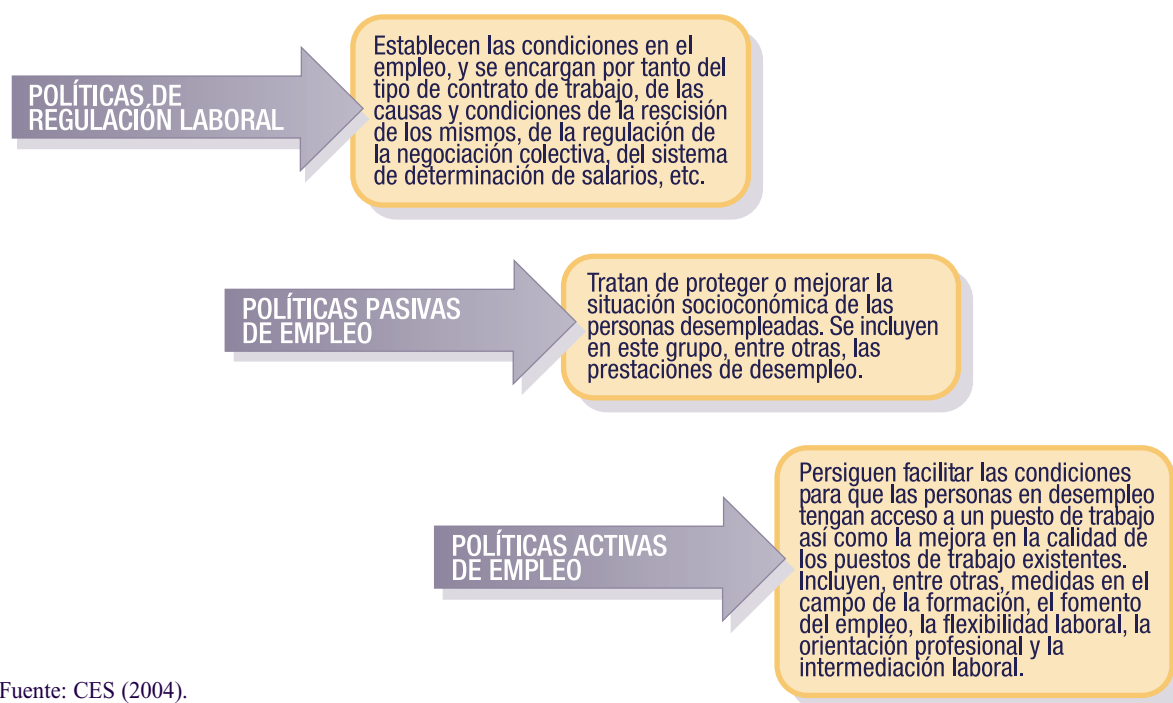 POLÍTICAS DE
REGULACIÓN LABORAL
Establecen las condiciones en el
empleo, y se encargan por tanto del
tipo de contrato de trabajo, de las
causas y condiciones de la rescisión
de los mismos, de la regulación de
la negociación colectiva, del sistema
de determinación de salarios, etc.
POLÍTICAS PASIVAS
DE EMPLEO
Tratan de proteger o mejorar la
situación socioconómica de las
personas desempleadas. Se incluyen
en este grupo, entre otras, las
prestaciones de desempleo.
POLÍTICAS ACTIVAS
DE EMPLEO
Persiguen facilitar las condiciones
para que las personas en desempleo
tengan acceso a un puesto de trabajo
así como la mejora en la calidad de
los puestos de trabajo existentes.
Incluyen, entre otras, medidas en el
campo de la formación, el fomento
del empleo, la flexibilidad laboral, la
orientación profesional y la
intermediación laboral.
Fuente: CES (2004).